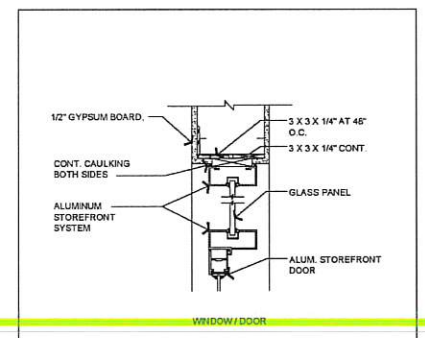 1/2" GYPSUM BOARD,
3 X 3 X 1/4" AT 48"
O.C.
3 X 3 X 1/4" CONT.
CONT. CAULKING
BOTH SIDES
GLASS PANEL
ALUMINUM
STOREFRONT
SYSTEM
ALUM. STOREFRONT
DOOR
WINDOW / DOOR